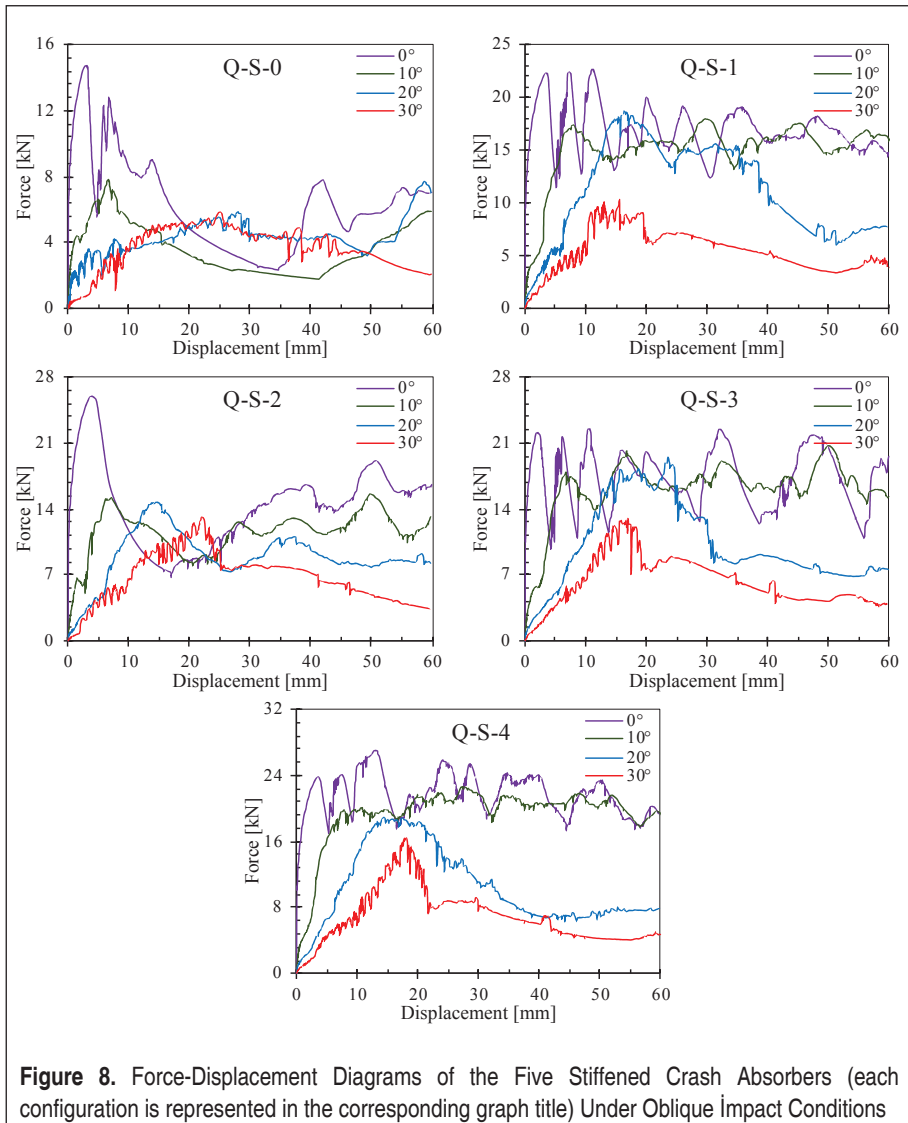 Q-S-0
0°
10°
20°
30°
Force [kN]
16
12
8
4
0
0 10 20 30 40 50 60
Displacement [mm]
Q-S-1
0°
10°
20°
30°
Force [kN]
25
20
15
10
5
0
0 10 20 30 40 50 60
Displacement [mm]
Q-S-2
0°
10°
20°
30°
Force [kN]
28
21
14
7
0
0 10 20 30 40 50 60
Displacement [mm]
Q-S-3
0°
10°
20°
30°
Force [kN]
28
21
14
7
0
0 10 20 30 40 50 60
Displacement [mm]
Q-S-4
0°
10°
20°
30°
Force [kN]
32
24
16
8
0
0 10 20 30 40 50 60
Displacement [mm]
Figure 8. Force-Displacement Diagrams of the Five Stiffened Crash Absorbers (each
configuration is represented in the corresponding graph title) Under Oblique İmpact Conditions